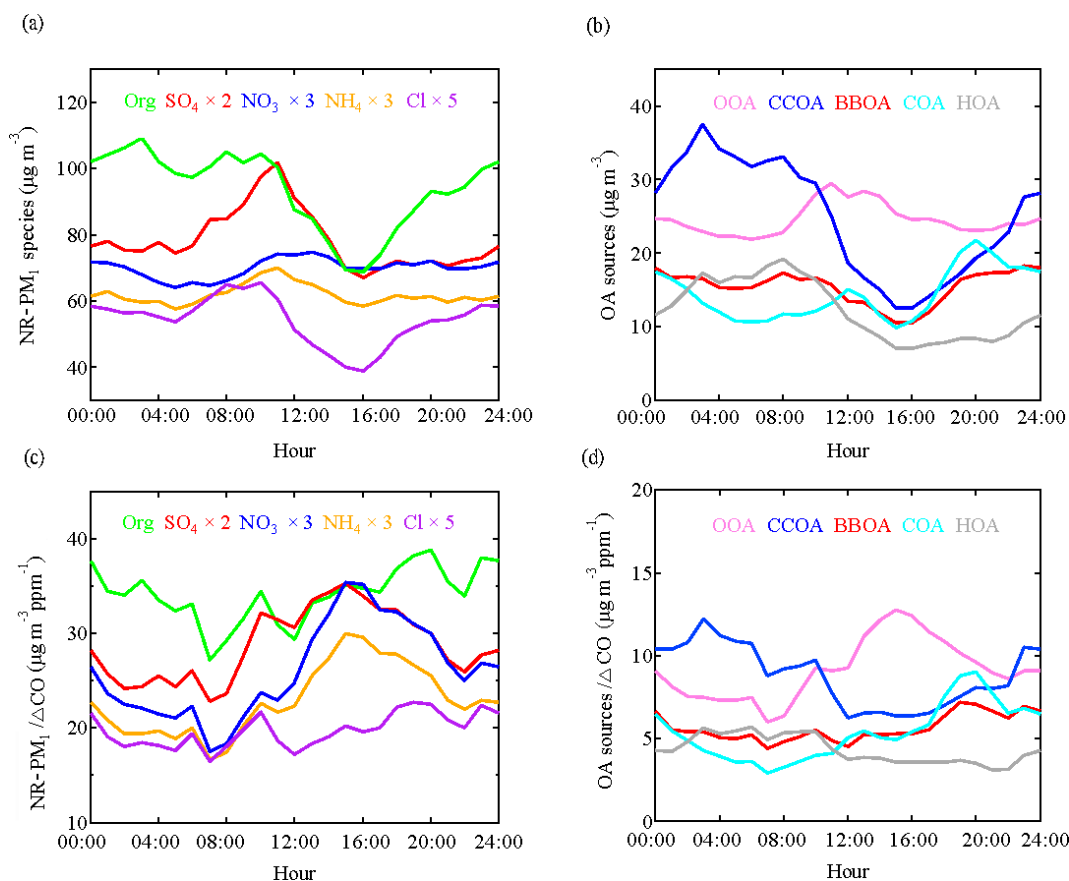 (a)
NR-PM1 species (μg m-3)
120
100
80
60
40
Org SO4 × 2 NO3 × 3 NH4 × 3 Cl × 5
00:00 04:00 08:00 12:00 16:00 20:00 24:00
Hour
(b)
OA sources (μg m-3)
40
30
20
10
0
OOA CCOA BBOA COA HOA
00:00 04:00 08:00 12:00 16:00 20:00 24:00
Hour
(c)
NR-PM1 /△CO (μg m-3 ppm-1)
40
30
20
10
Org SO4 × 2 NO3 × 3 NH4 × 3 Cl × 5
00:00 04:00 08:00 12:00 16:00 20:00 24:00
Hour
(d)
OA sources /△CO (μg m-3 ppm-1)
20
15
10
5
0
OOA CCOA BBOA COA HOA
00:00 04:00 08:00 12:00 16:00 20:00 24:00
Hour